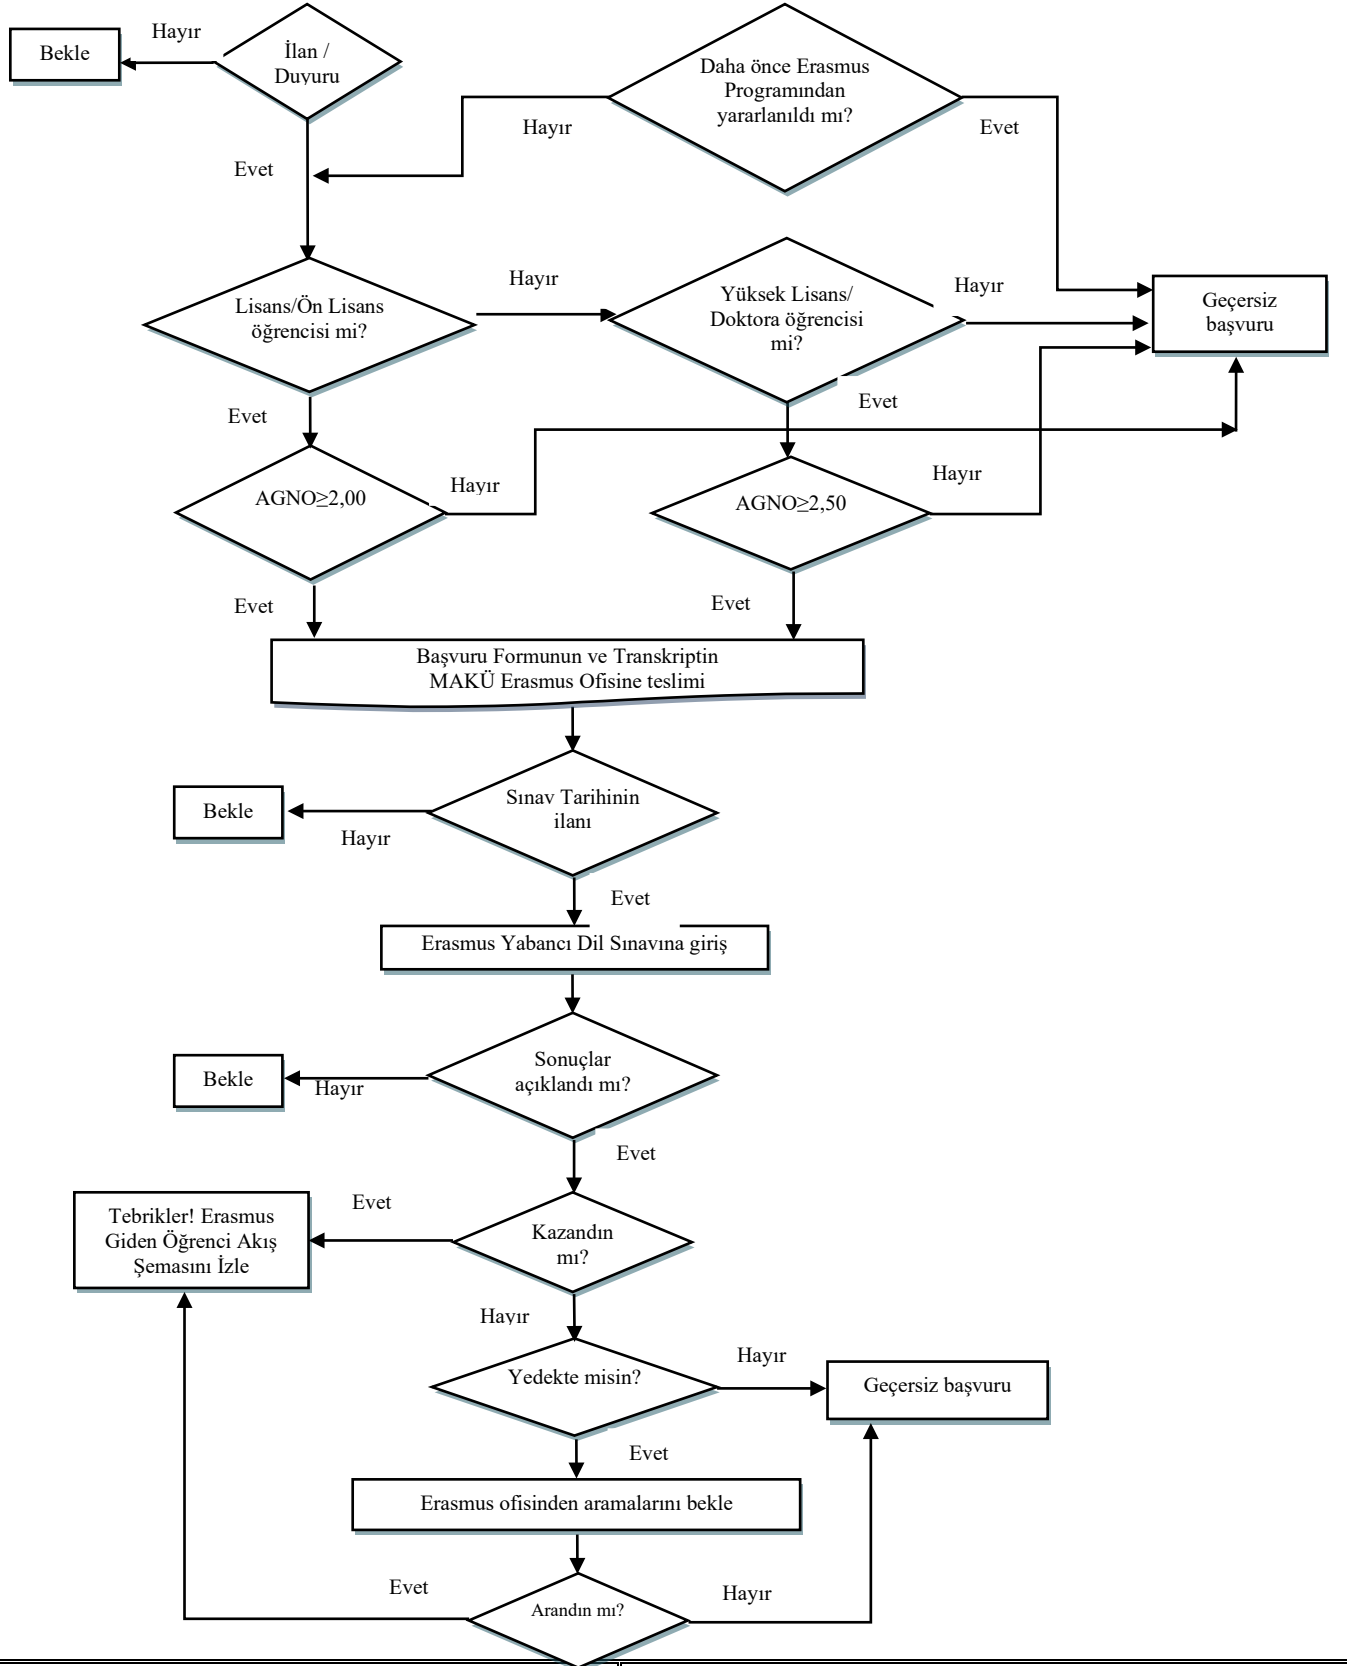 Hayır
Bekle
İlan /
Duyuru
Daha önce Erasmus
Programından
yararlanıldı mı?
Hayır
Evet
Evet
Lisans/Ön Lisans
öğrencisi mi?
Hayır
Yüksek Lisans/
Doktora öğrencisi
mi?
Hayır
Geçersiz
başvuru
Evet
Evet
AGNO≥2,00
Hayır
AGNO≥2,50
Hayır
Evet
Evet
Başvuru Formunun ve Transkriptin
MAKÜ Erasmus Ofisine teslimi
Sınav Tarihinin
ilanı
Bekle
Hayır
Evet
Erasmus Yabancı Dil Sınavına giriş
Sonuçlar
açıklandı mı?
Bekle
Hayır
Evet
Tebrikler! Erasmus
Giden Öğrenci Akış
Şemasını İzle
Evet
Kazandın
mı?
Hayır
Yedekte misin?
Hayır
Geçersiz başvuru
Evet
Erasmus ofisinden aramalarını bekle
Evet
Arandın mı?
Hayır